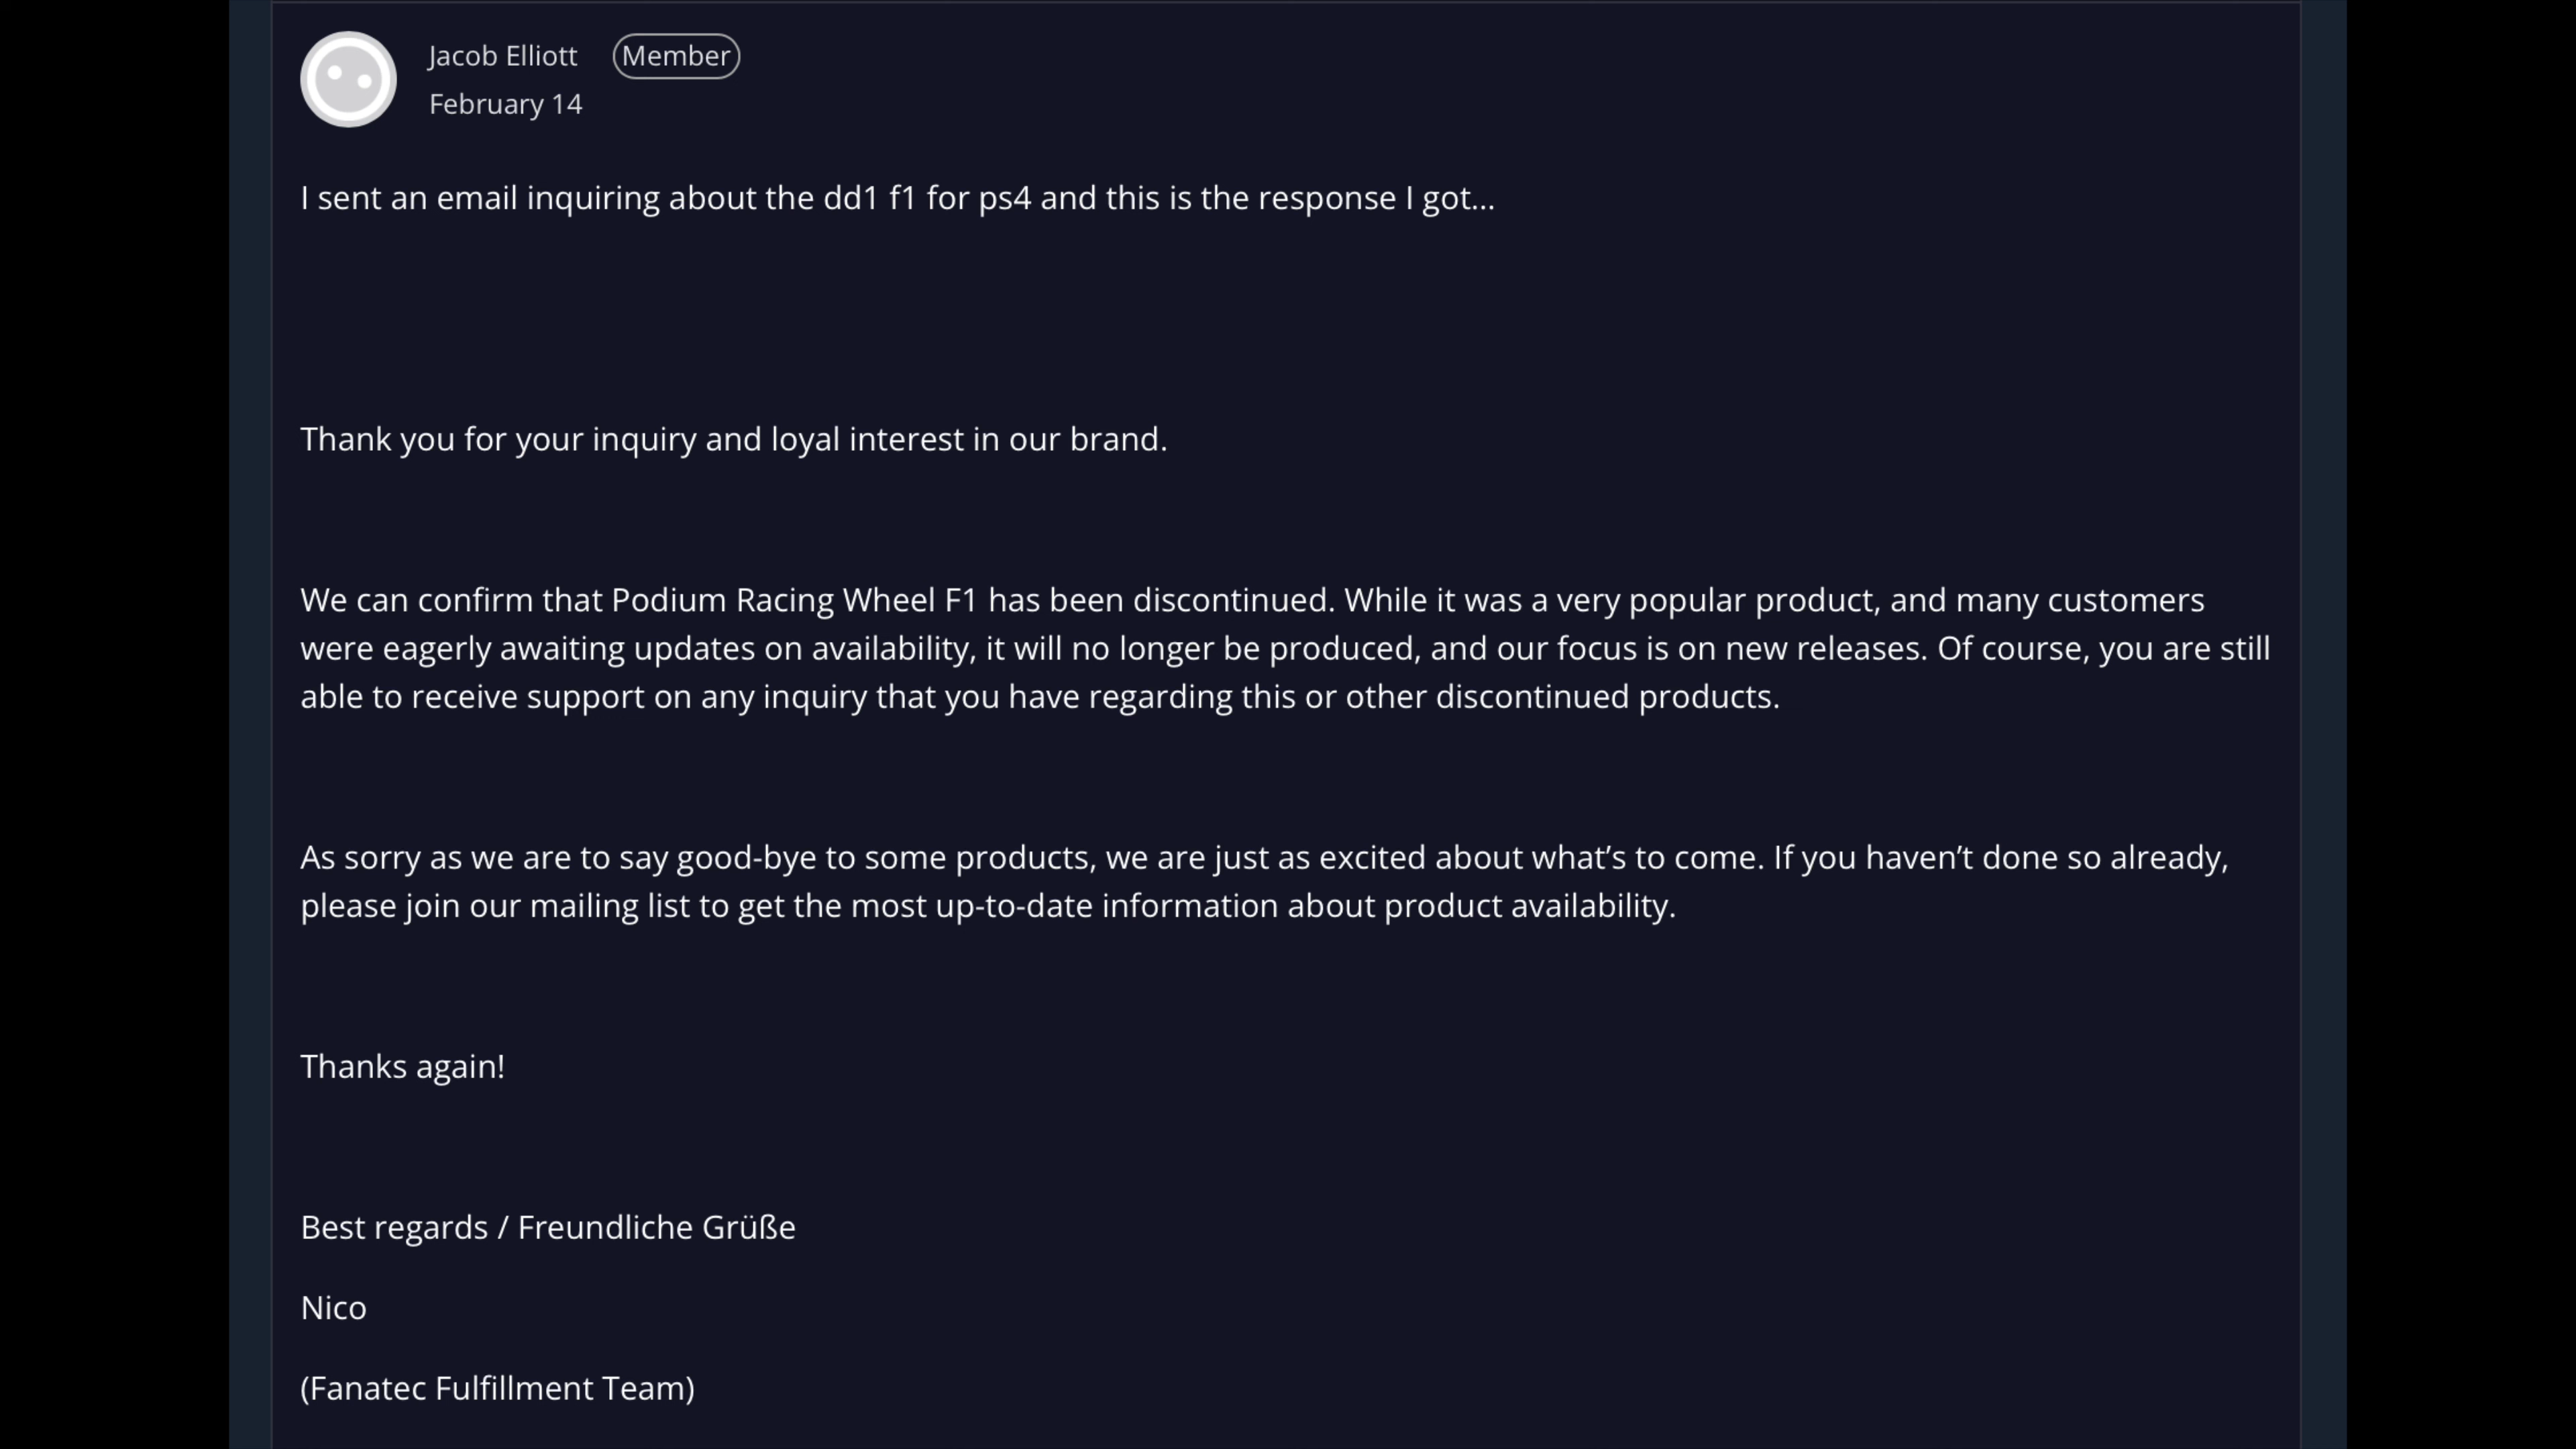 Jacob Elliott Member
February 14
I sent an email inquiring about the dd1 f1 for ps4 and this is the response I got...
Thank you for your inquiry and loyal interest in our brand.
We can confirm that Podium Racing Wheel F1 has been discontinued. While it was a very popular product, and many customers
were eagerly awaiting updates on availability, it will no longer be produced, and our focus is on new releases. Of course, you are still
able to receive support on any inquiry that you have regarding this or other discontinued products.
As sorry as we are to say good-bye to some products, we are just as excited about what’s to come. If you haven’t done so already,
please join our mailing list to get the most up-to-date information about product availability.
Thanks again!
Best regards / Freundliche Grüße
Nico
(Fanatec Fulfillment Team)